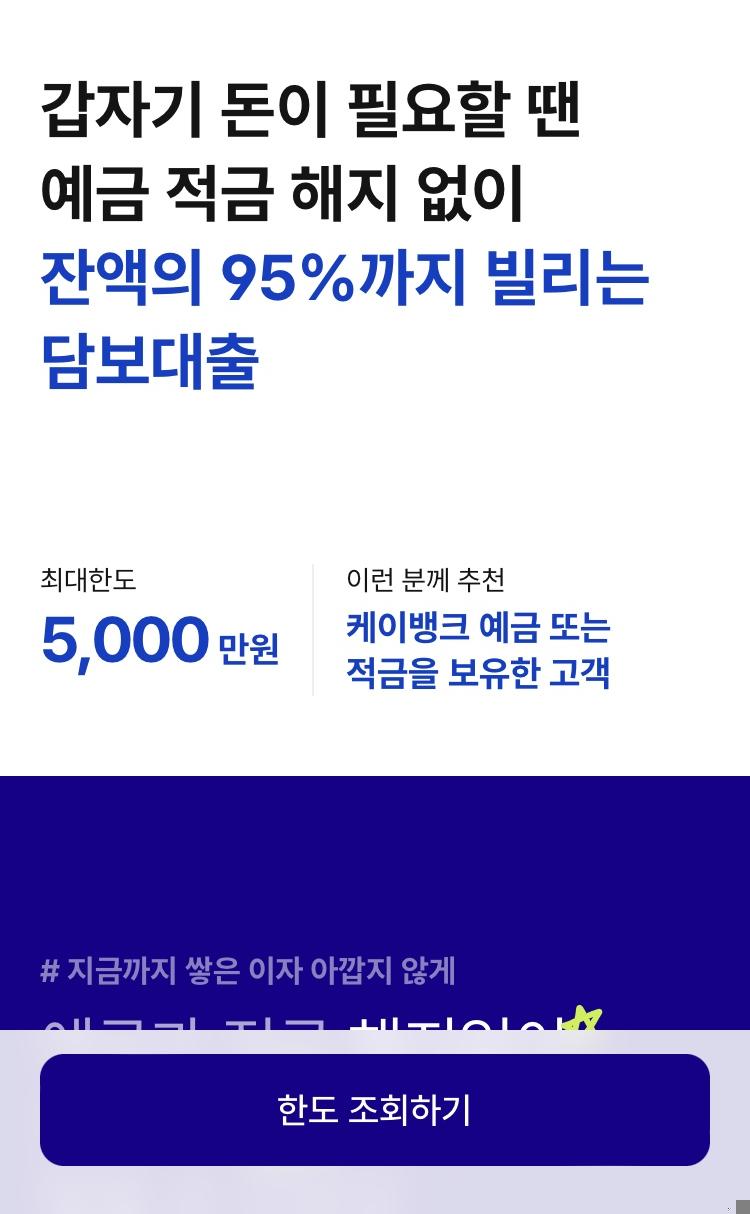 갑자기 돈이 필요할 땐
예금 적금 해지 없이
잔액의 95%까지 빌리는
담보대출
최대한도
5,000 만원
이런 분께 추천
케이뱅크 예금 또는
적금을 보유한 고객
# 지금까지 쌓은 이자 아깝지 않게
한도 조회하기